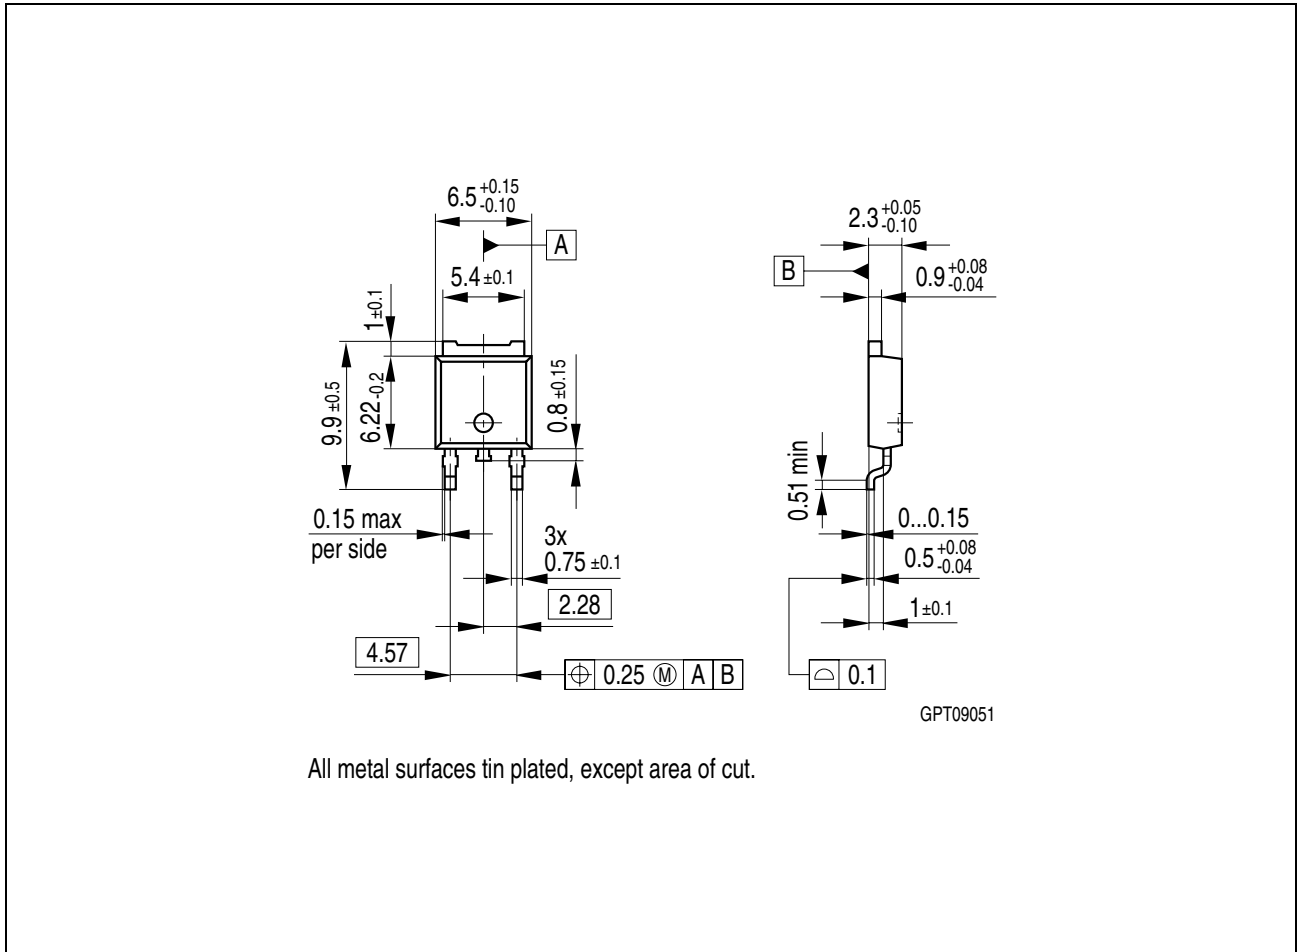 6.5 +0.15 -0.10
A
5.4 ±0.1
1 ±0.1
9.9 ±0.5
6.22 -0.2
0.8 ±0.15
0.15 max
per side
3x
0.75 ±0.1
2.28
4.57
0.25 Ⓜ A B
2.3 +0.05 -0.10
B
0.9 +0.08 -0.04
0.51 min
0...0.15
0.5 +0.08 -0.04
1 ±0.1
0.1
GPT09051
All metal surfaces tin plated, except area of cut.